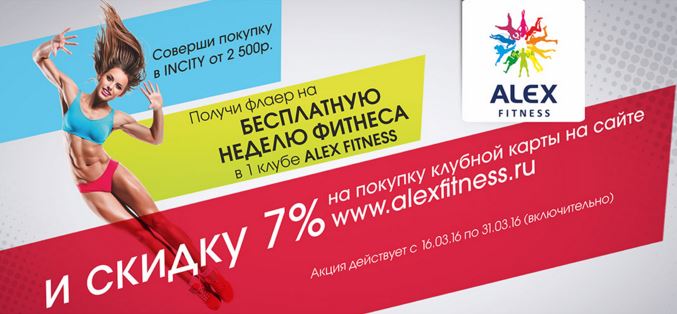 Соверши покупку
в INCITY от 2 500р.
Получи флаер на
БЕСПЛАТНУЮ
НЕДЕЛЮ ФИТНЕСА
в 1 клубе ALEX FITNESS
ALEX
FITNESS
и скидку 7% на покупку клубной карты на сайте
www.alexfitness.ru
Акция действует с 16.03.16 по 31.03.16 (включительно)